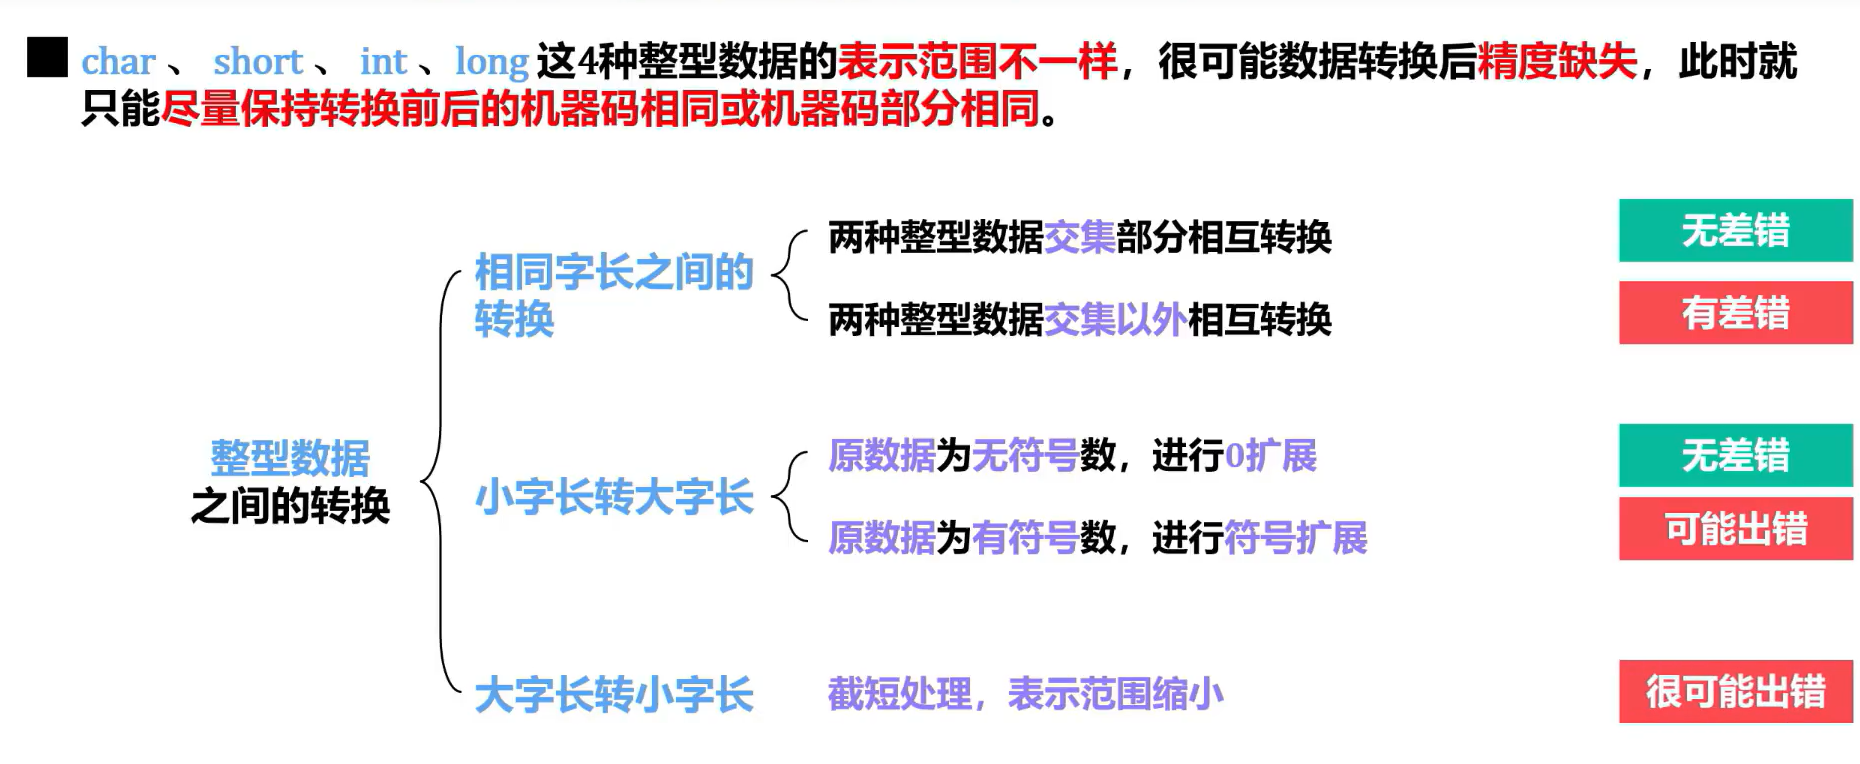 char 、 short 、 int 、long 这4种整型数据的表示范围不一样，很可能数据转换后精度缺失，此时就
只能尽量保持转换前后的机器码相同或机器码部分相同。
整型数据
之间的转换
相同字长之间的
转换
两种整型数据交集部分相互转换
无差错
两种整型数据交集以外相互转换
有差错
小字长转大字长
原数据为无符号数，进行0扩展
无差错
原数据为有符号数，进行符号扩展
可能出错
大字长转小字长
截短处理，表示范围缩小
很可能出错